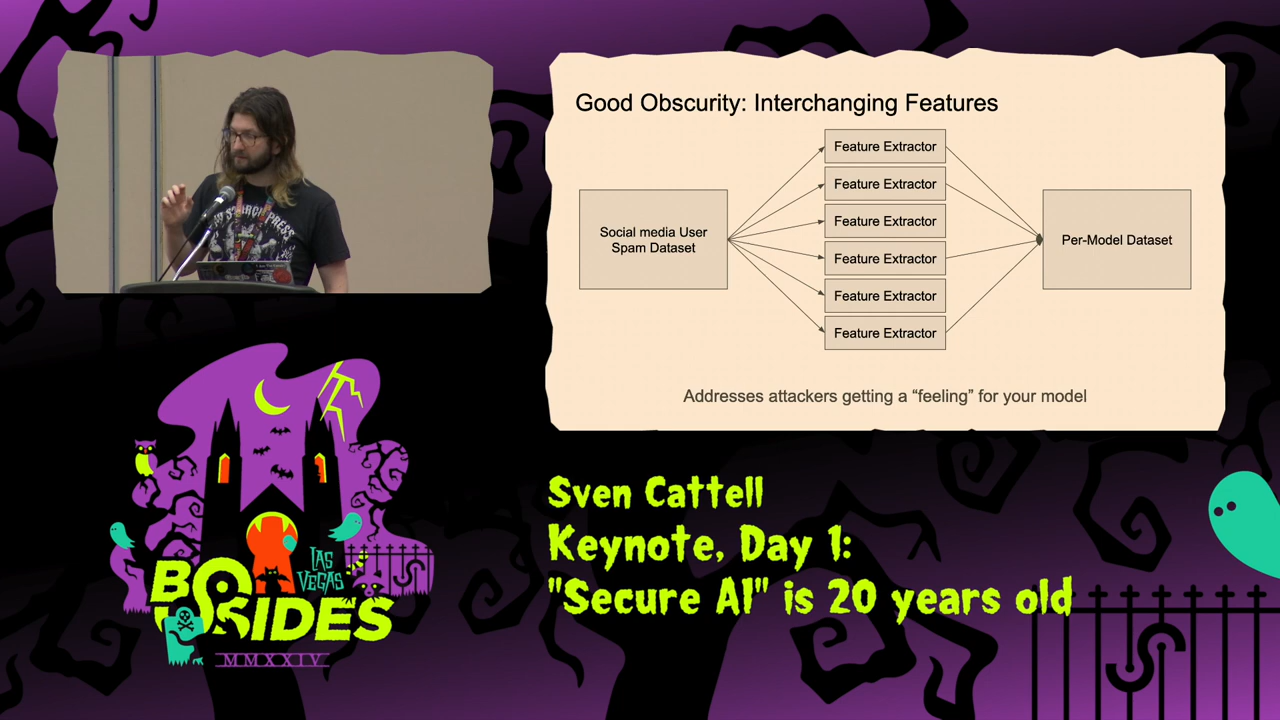 Good Obscurity: Interchanging Features
Social media User
Spam Dataset
Feature Extractor
Feature Extractor
Feature Extractor
Feature Extractor
Feature Extractor
Feature Extractor
Per-Model Dataset
Addresses attackers getting a “feeling” for your model
STARCH PRESS
LAS
VEGAS
BSIDES
MMXXIV
Sven Cattell
Keynote, Day 1:
"Secure AI" is 20 years old